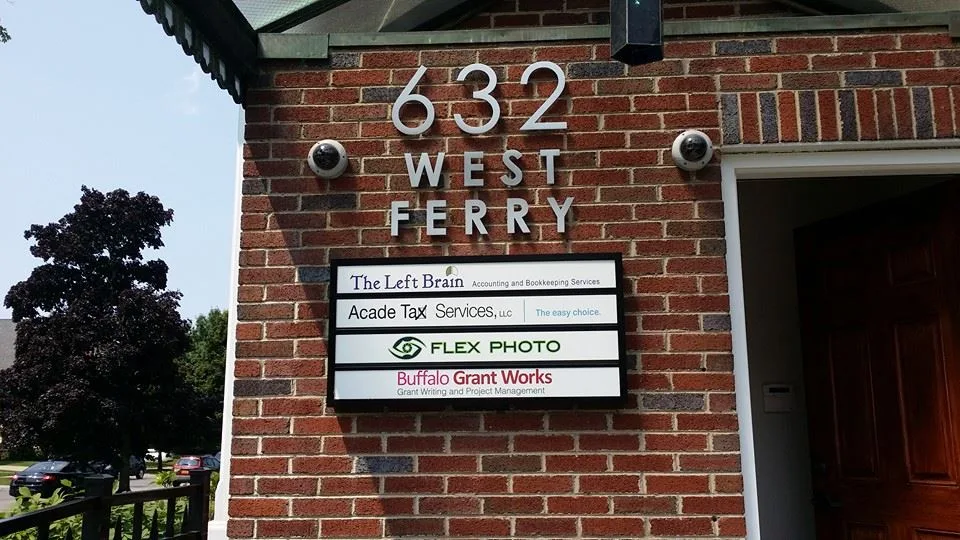 632
WEST
FERRY
The Left Brain Accounting and Bookkeeping Services
Acade Tax Services, LLC The easy choice.
FLEX PHOTO
Buffalo Grant Works
Grant Writing and Project Management